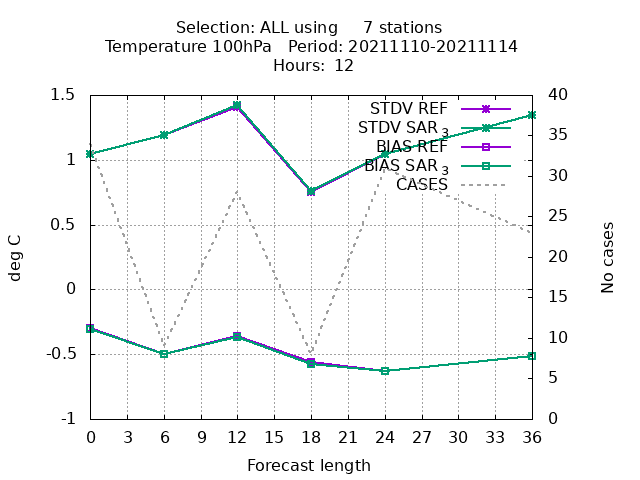 Selection: ALL using     7 stations
Temperature 100hPa   Period: 20211110-20211114
Hours:  12
1.5
1
0.5
0
-0.5
-1
deg C
40
35
30
25
20
15
10
5
0
No cases
STDV REF
STDV SAR 3
BIAS REF
BIAS SAR 3
CASES
0 3 6 9 12 15 18 21 24 27 30 33 36
Forecast length